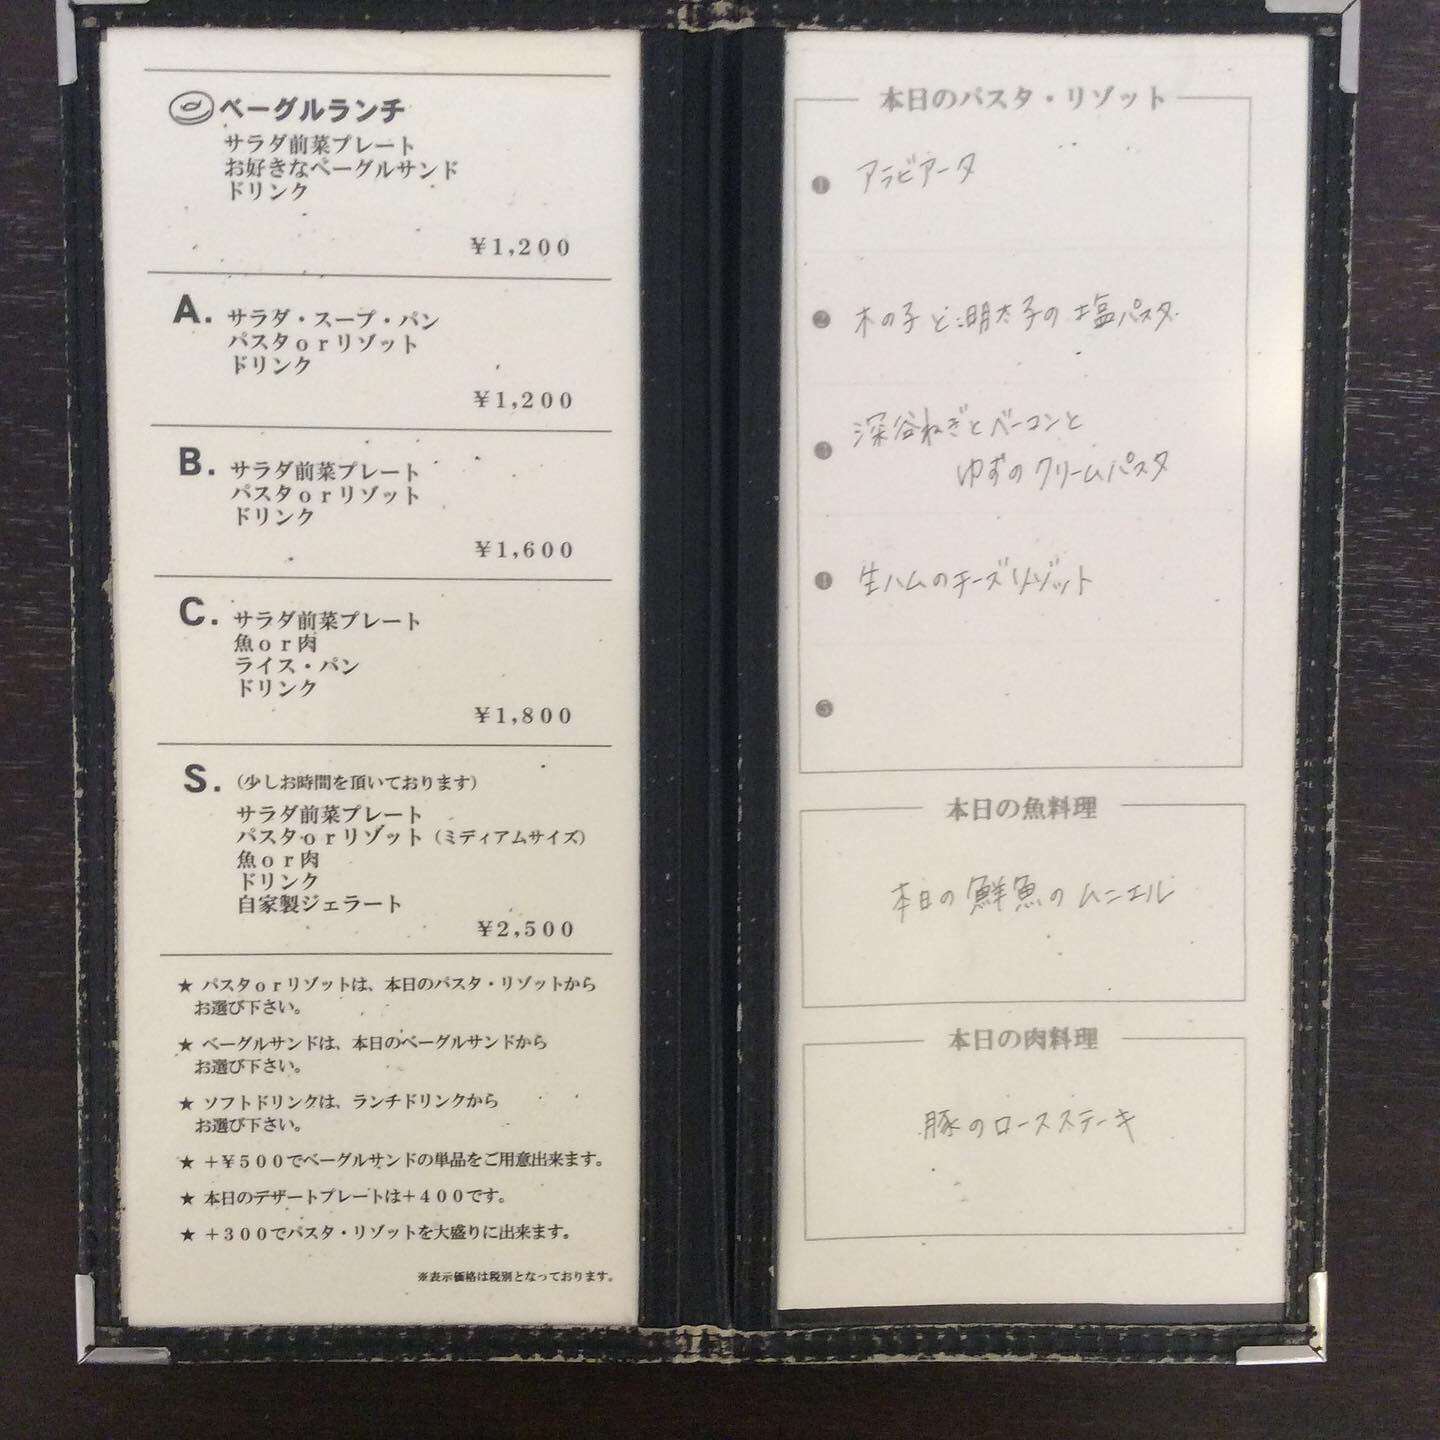 ベーグルランチ
サラダ前菜プレート
お好きなベーグルサンド
ドリンク
¥1,200
A. サラダ・スープ・パン
パスタorリゾット
ドリンク
¥1,200
B. サラダ前菜プレート
パスタorリゾット
ドリンク
¥1,600
C. サラダ前菜プレート
魚or肉
ライス・パン
ドリンク
¥1,800
S. (少しお時間を頂いております)
サラダ前菜プレート
パスタorリゾット(ミディアムサイズ)
魚or肉
ドリンク
自家製ジェラート
¥2,500
★ パスタorリゾットは、本日のパスタ・リゾットから
お選び下さい。
★ ベーグルサンドは、本日のベーグルサンドから
お選び下さい。
★ ソフトドリンクは、ランチドリンクから
お選び下さい。
★ +¥500でベーグルサンドの単品をご用意出来ます。
★ 本日のデザートプレートは+400です。
★ +300でパスタ・リゾットを大盛りに出来ます。
※表示価格は税別となっております。
本日のパスタ・リゾット
❶ アラビアータ
❷ 木の子と明太子の塩パスタ
❸ 深谷ねぎとベーコンと
ゆずのクリームパスタ
❹ 生ハムのチーズリゾット
❺
本日の魚料理
本日の鮮魚のムニエル
本日の肉料理
豚のロースステーキ